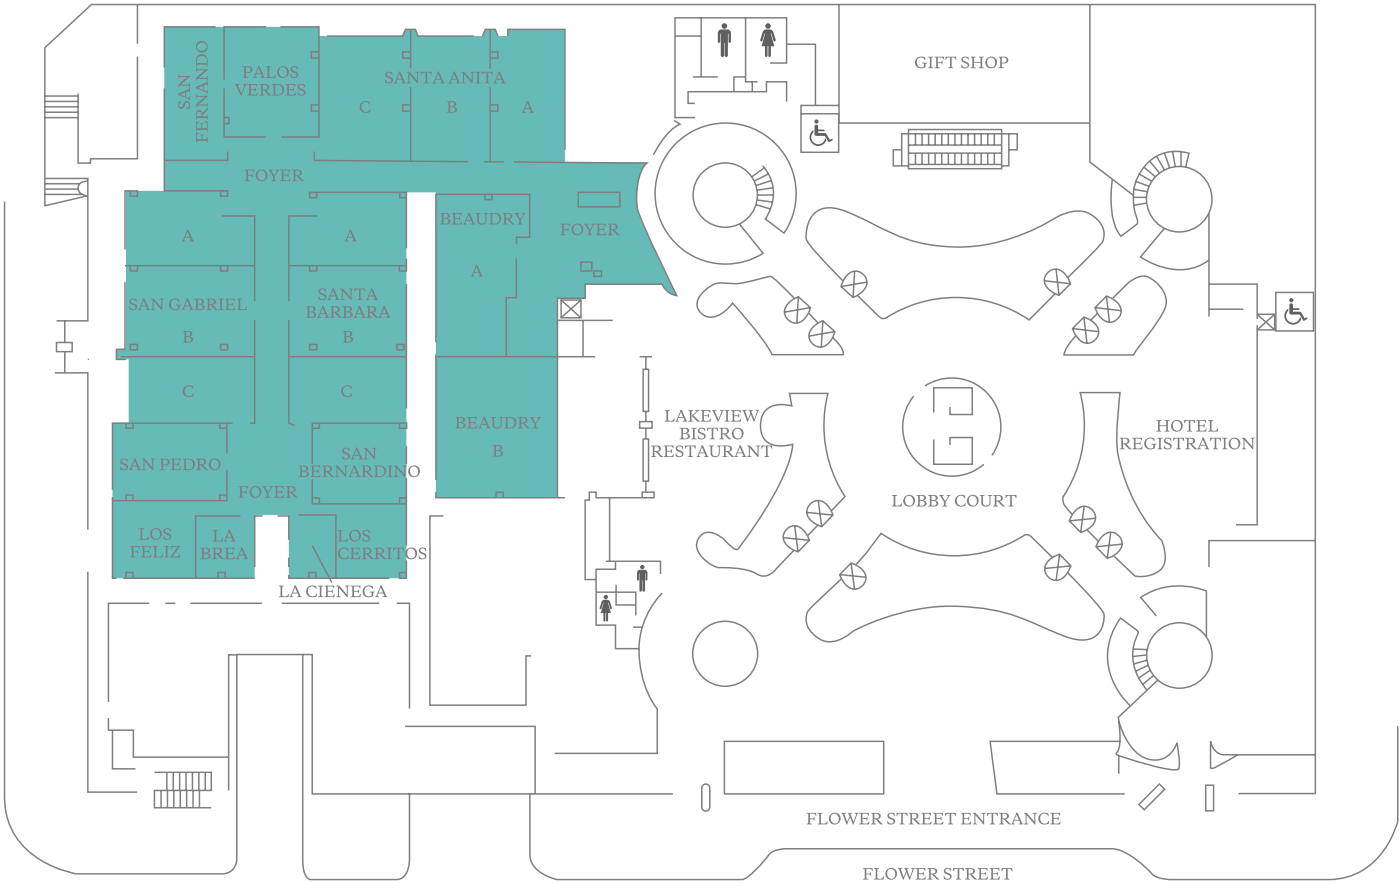 SAN
FERNANDO
PALOS
VERDES
SANTA ANITA
C
B
A
GIFT SHOP
FOYER
A
A
BEAUDRY
A
FOYER
SAN GABRIEL
B
SANTA
BARBARA
B
C
C
BEAUDRY
B
LAKEVIEW
BISTRO
RESTAURANT
HOTEL
REGISTRATION
SAN PEDRO
SAN
BERNARDINO
FOYER
LOBBY COURT
LOS
FELIZ
LA
BREA
LOS
CERRITOS
LA CIENEGA
FLOWER STREET ENTRANCE
FLOWER STREET